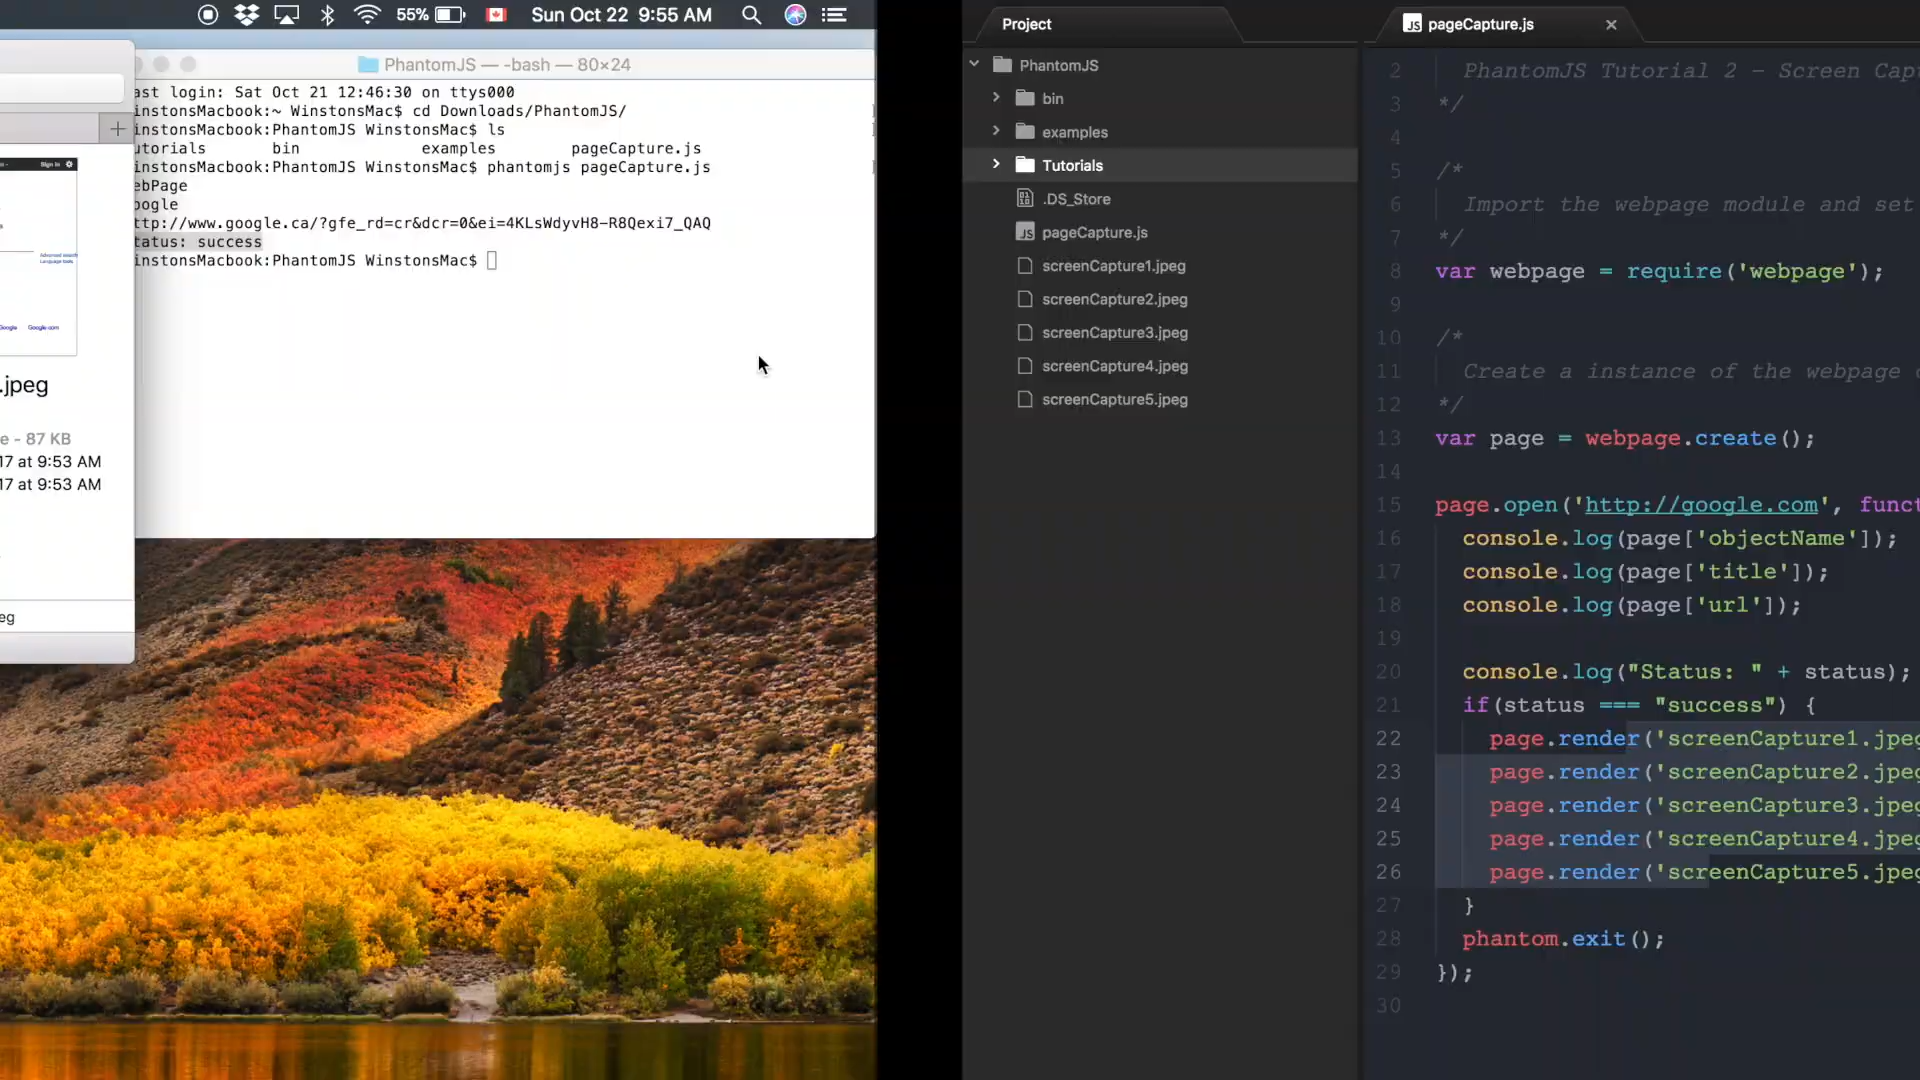 55%
Sun Oct 22 9:55 AM
PhantomJS — -bash — 80×24
ast login: Sat Oct 21 12:46:30 on ttys000
instonsMacbook:~ WinstonsMac$ cd Downloads/PhantomJS/
instonsMacbook:PhantomJS WinstonsMac$ ls
utorials bin examples pageCapture.js
instonsMacbook:PhantomJS WinstonsMac$ phantomjs pageCapture.js
ebPage
oogle
ttp://www.google.ca/?gfe_rd=cr&dcr=0&ei=4KLsWdyvH8-R8Qexi7_QAQ
tatus: success
instonsMacbook:PhantomJS WinstonsMac$
Sign in
Advanced search
Language tools
Google Google.com
.jpeg
e - 87 KB
17 at 9:53 AM
17 at 9:53 AM
eg
Project
PhantomJS
bin
examples
Tutorials
.DS_Store
pageCapture.js
screenCapture1.jpeg
screenCapture2.jpeg
screenCapture3.jpeg
screenCapture4.jpeg
screenCapture5.jpeg
JS pageCapture.js
2 PhantomJS Tutorial 2 - Screen Cap
3 */
4
5 /*
6 Import the webpage module and set
7 */
8 var webpage = require('webpage');
9
10 /*
11 Create a instance of the webpage
12 */
13 var page = webpage.create();
14
15 page.open('http://google.com', funct
16 console.log(page['objectName']);
17 console.log(page['title']);
18 console.log(page['url']);
19
20 console.log("Status: " + status);
21 if(status === "success") {
22 page.render('screenCapture1.jpeg
23 page.render('screenCapture2.jpeg
24 page.render('screenCapture3.jpeg
25 page.render('screenCapture4.jpeg
26 page.render('screenCapture5.jpeg
27 }
28 phantom.exit();
29 });
30